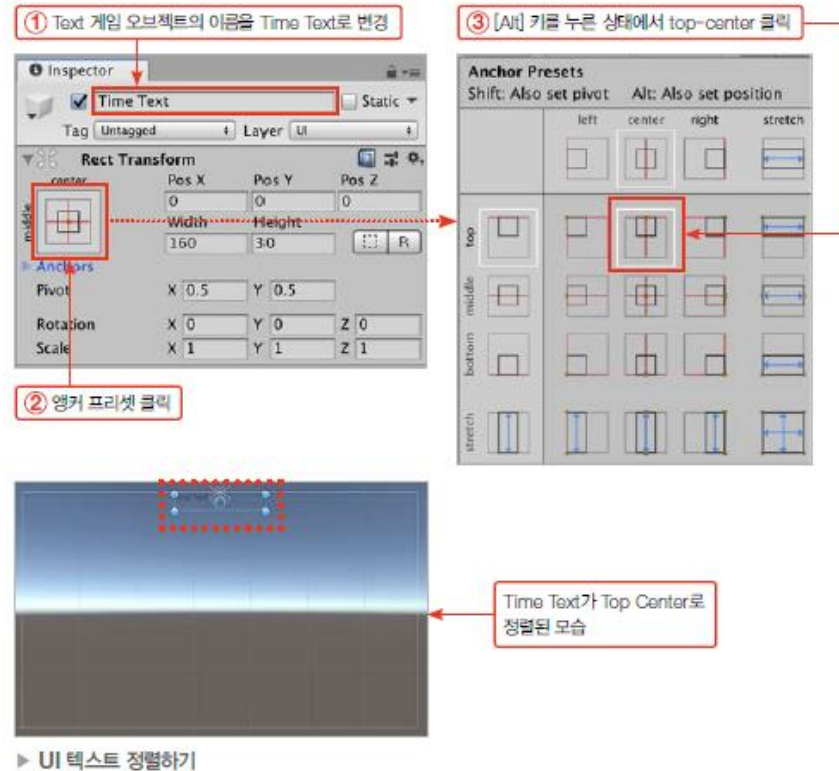 ① Text 게임 오브젝트의 이름을 Time Text로 변경
③ [Alt] 키를 누른 상태에서 top-center 클릭
Inspector
Time Text
Static
Tag Untagged Layer UI
Rect Transform
center
middle
Pos X Pos Y Pos Z
0 0 0
Width Height
160 30
R
Anchors
Pivot X 0.5 Y 0.5
Rotation X 0 Y 0 Z 0
Scale X 1 Y 1 Z 1
② 앵커 프리셋 클릭
Anchor Presets
Shift: Also set pivot Alt: Also set position
left center right stretch
top
middle
bottom
stretch
Time Text가 Top Center로
정렬된 모습
▶ UI 텍스트 정렬하기